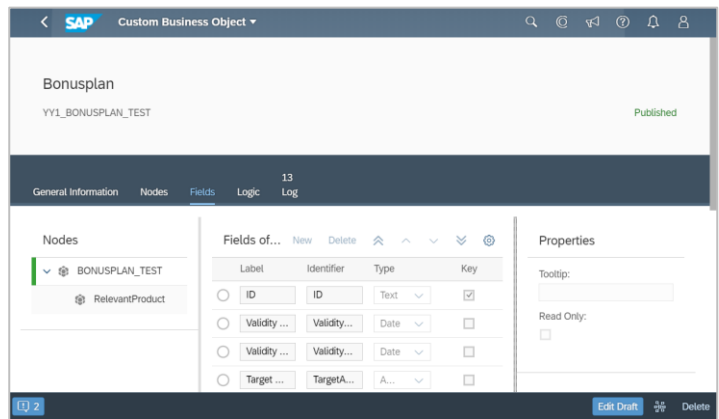 SAP Custom Business Object
Bonusplan
YY1_BONUSPLAN_TEST
Published
13
General Information Nodes Fields Logic Log
Nodes
BONUSPLAN_TEST
RelevantProduct
Fields of... New Delete
Label Identifier Type Key
ID ID Text
Validity ... Validity... Date
Validity ... Validity... Date
Target ... TargetA... A...
Properties
Tooltip:
Read Only:
2
Edit Draft Delete